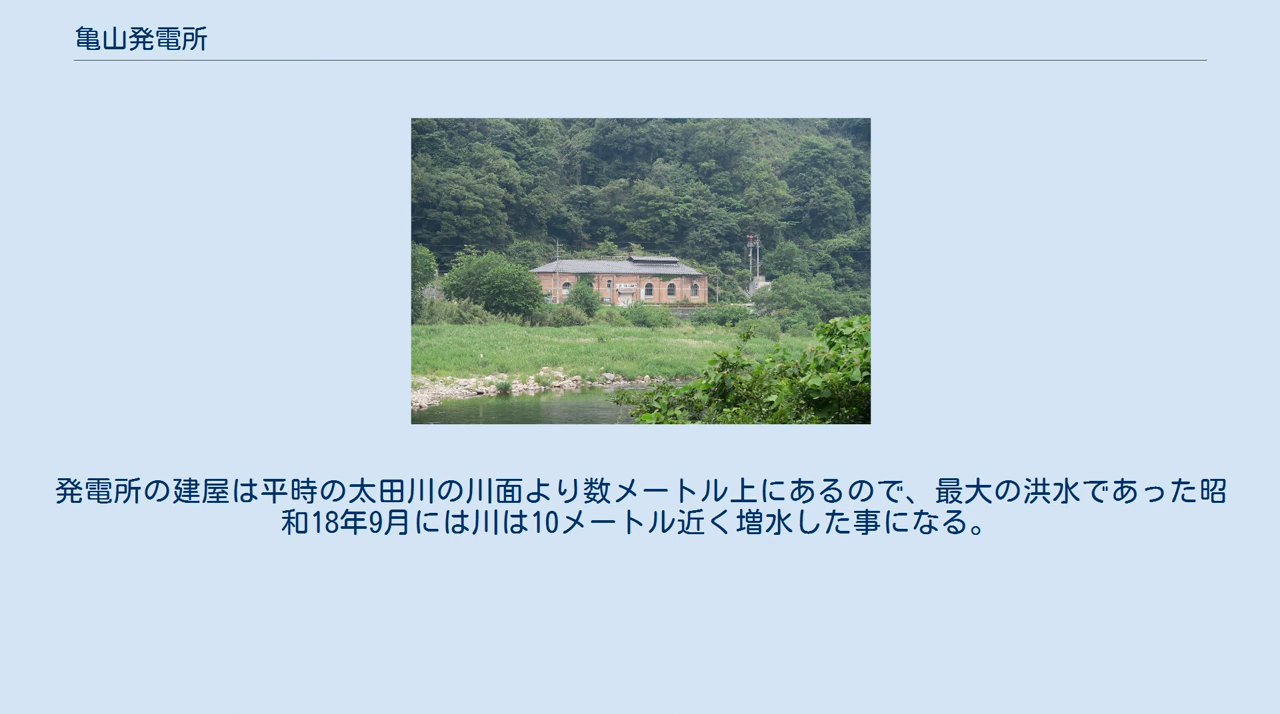 亀山発電所
発電所の建屋は平時の太田川の川面より数メートル上にあるので、最大の洪水であった昭
和18年9月には川は10メートル近く増水した事になる。